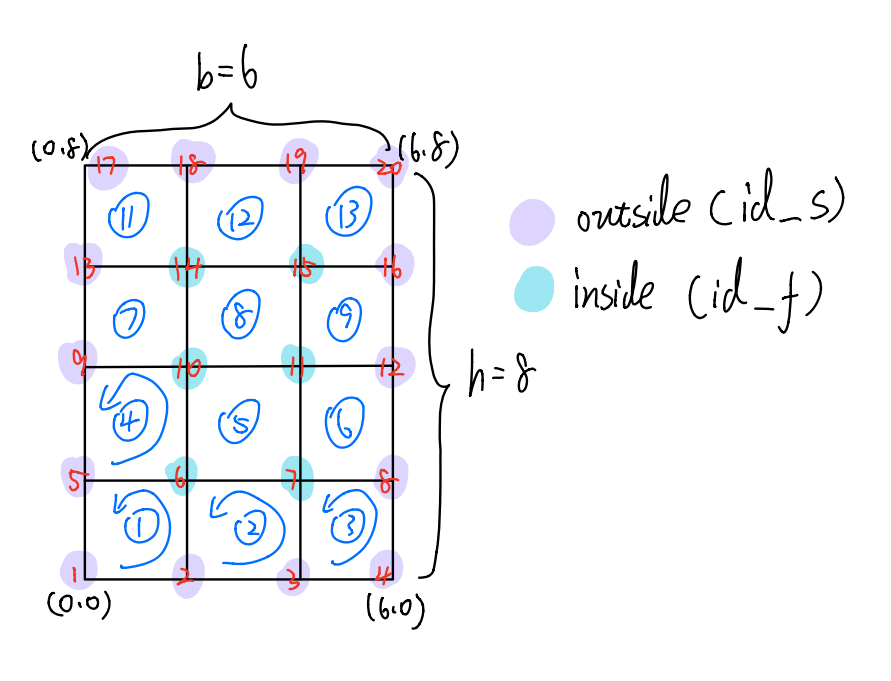 b=6
(0.8) (6.8)
17 18 19 20
⑪ ⑫ ⑬
outside (id_s)
13 14 15 16
inside (id_f)
⑦ ⑧ ⑨
9 10 11 12
h=8
④ ⑤ ⑥
5 6 7 8
① ② ③
1 2 3 4
(0.0) (6.0)